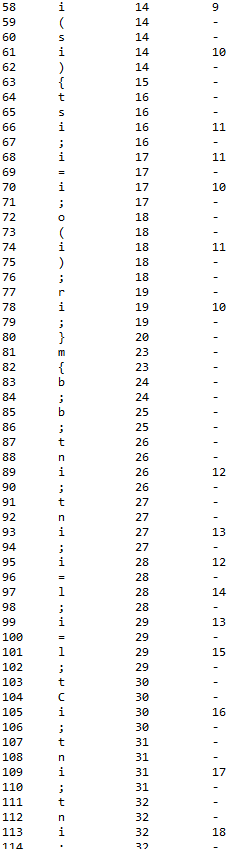 58 i 14 9
59 ( 14 -
60 s 14 -
61 i 14 10
62 ) 14 -
63 { 15 -
64 t 16 -
65 s 16 -
66 i 16 11
67 ; 16 -
68 i 17 11
69 = 17 -
70 i 17 10
71 ; 17 -
72 o 18 -
73 ( 18 -
74 i 18 11
75 ) 18 -
76 ; 18 -
77 r 19 -
78 i 19 10
79 ; 19 -
80 } 20 -
81 m 23 -
82 { 23 -
83 b 24 -
84 ; 24 -
85 b 25 -
86 ; 25 -
87 t 26 -
88 n 26 -
89 i 26 12
90 ; 26 -
91 t 27 -
92 n 27 -
93 i 27 13
94 ; 27 -
95 i 28 12
96 = 28 -
97 l 28 14
98 ; 28 -
99 i 29 13
100 = 29 -
101 l 29 15
102 ; 29 -
103 t 30 -
104 C 30 -
105 i 30 16
106 ; 30 -
107 t 31 -
108 n 31 -
109 i 31 17
110 ; 31 -
111 t 32 -
112 n 32 -
113 i 32 18
114 ; 32 -